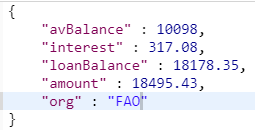 {
"avBalance" : 10098,
"interest" : 317.08,
"loanBalance" : 18178.35,
"amount" : 18495.43,
"org" : "FAO"
}